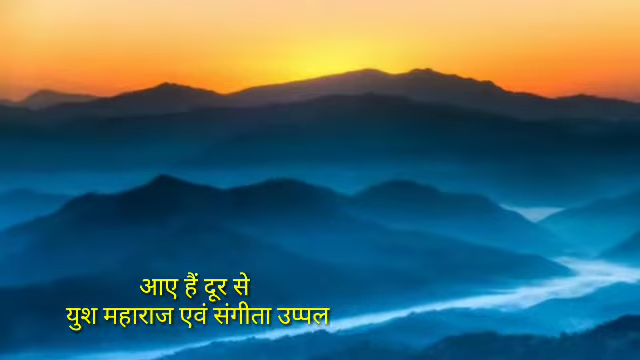 आए हैं दूर से
युश महाराज एवं संगीता उप्पल